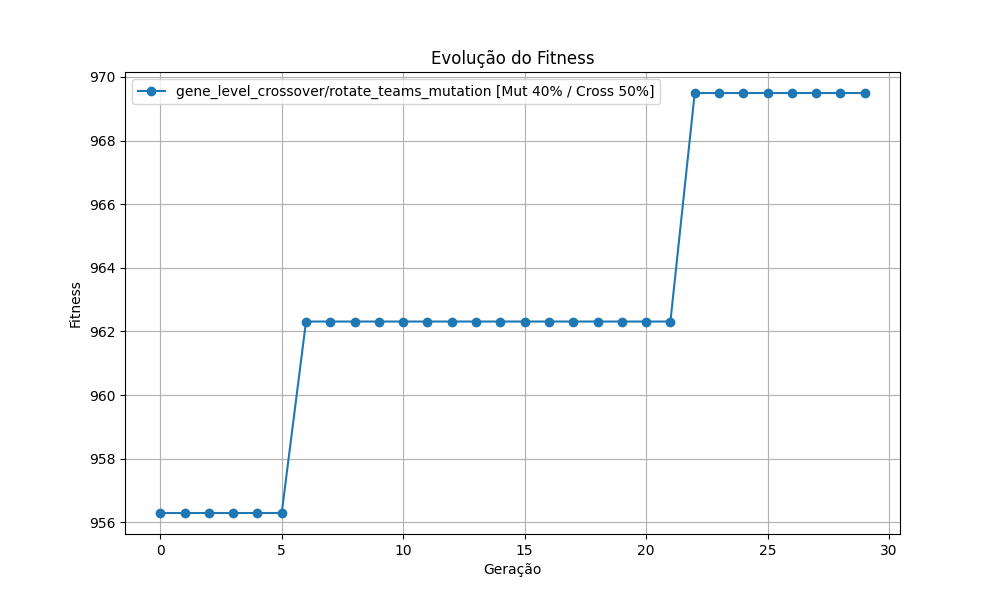 Evolução do Fitness
gene_level_crossover/rotate_teams_mutation [Mut 40% / Cross 50%]
970
968
966
964
962
960
958
956
Fitness
0 5 10 15 20 25 30
Geração